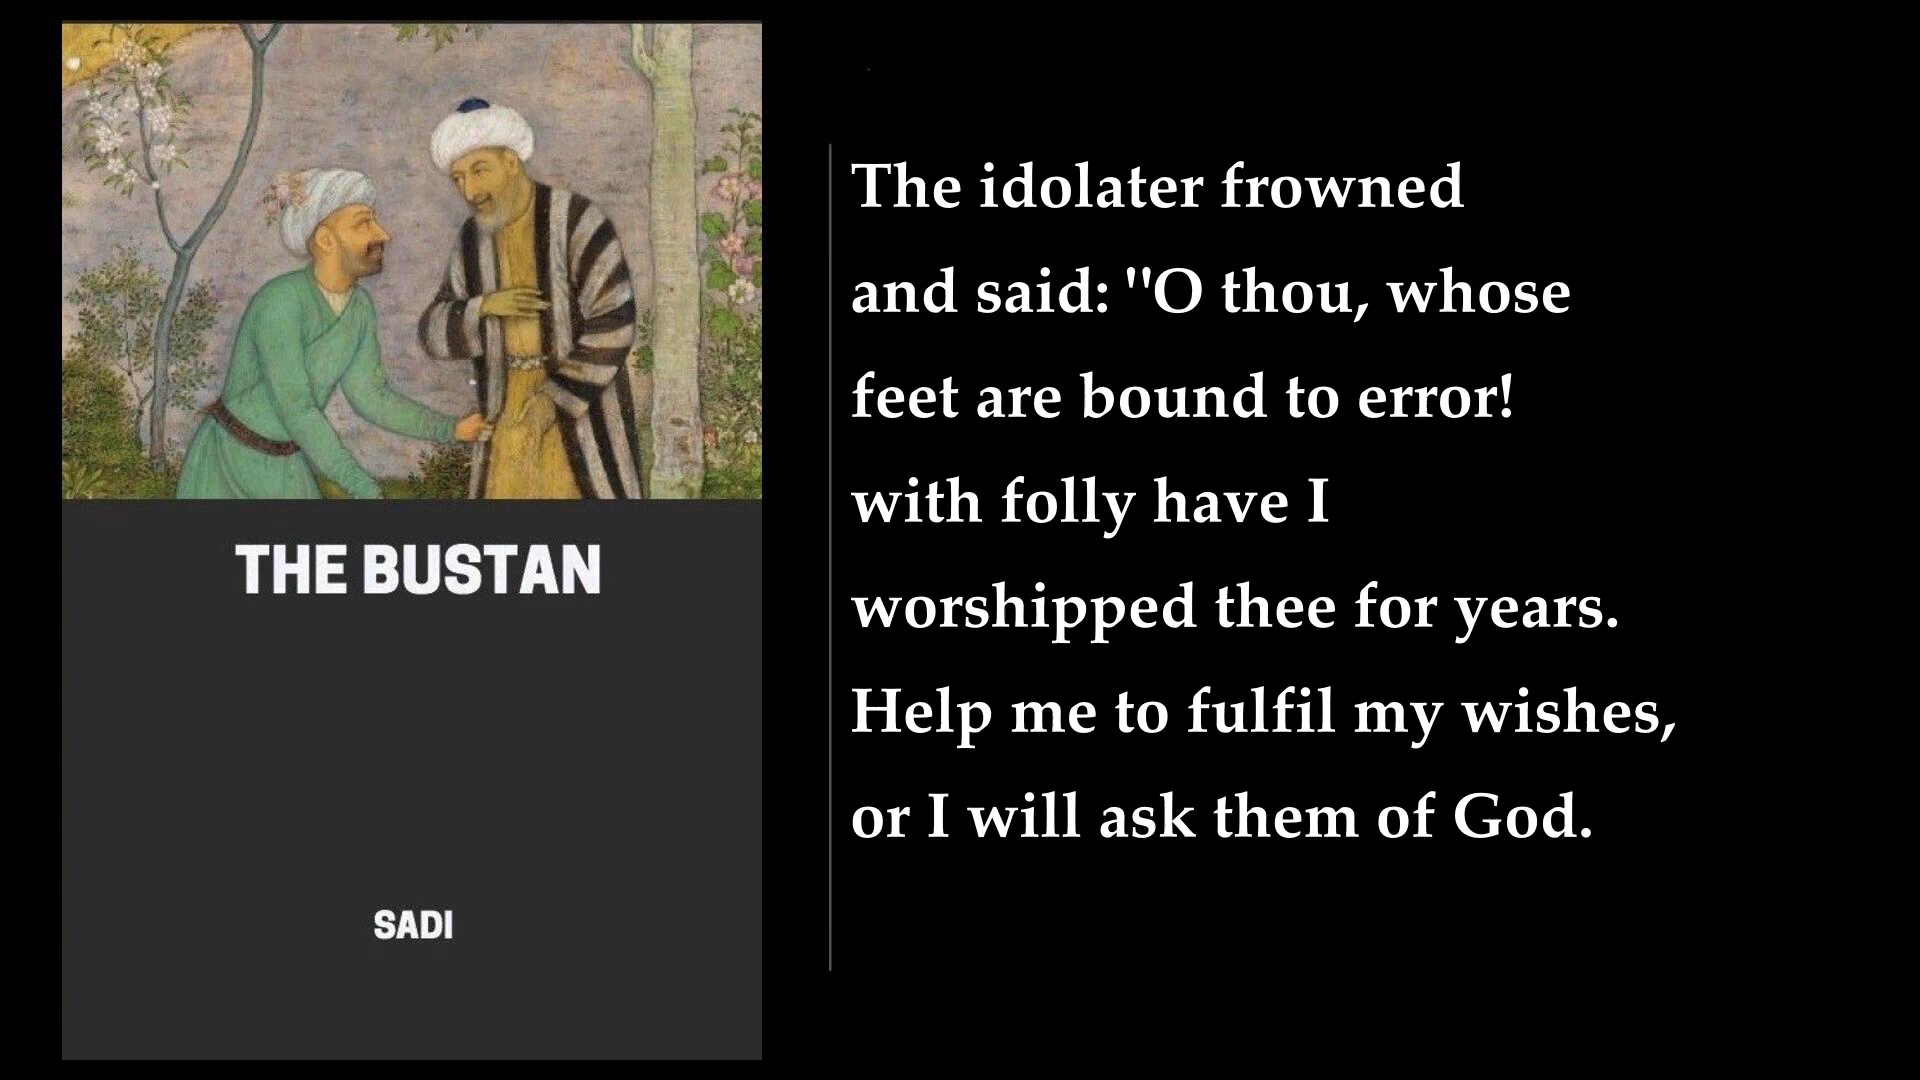 THE BUSTAN
SADI
The idolater frowned
and said: "O thou, whose
feet are bound to error!
with folly have I
worshipped thee for years.
Help me to fulfil my wishes,
or I will ask them of God.